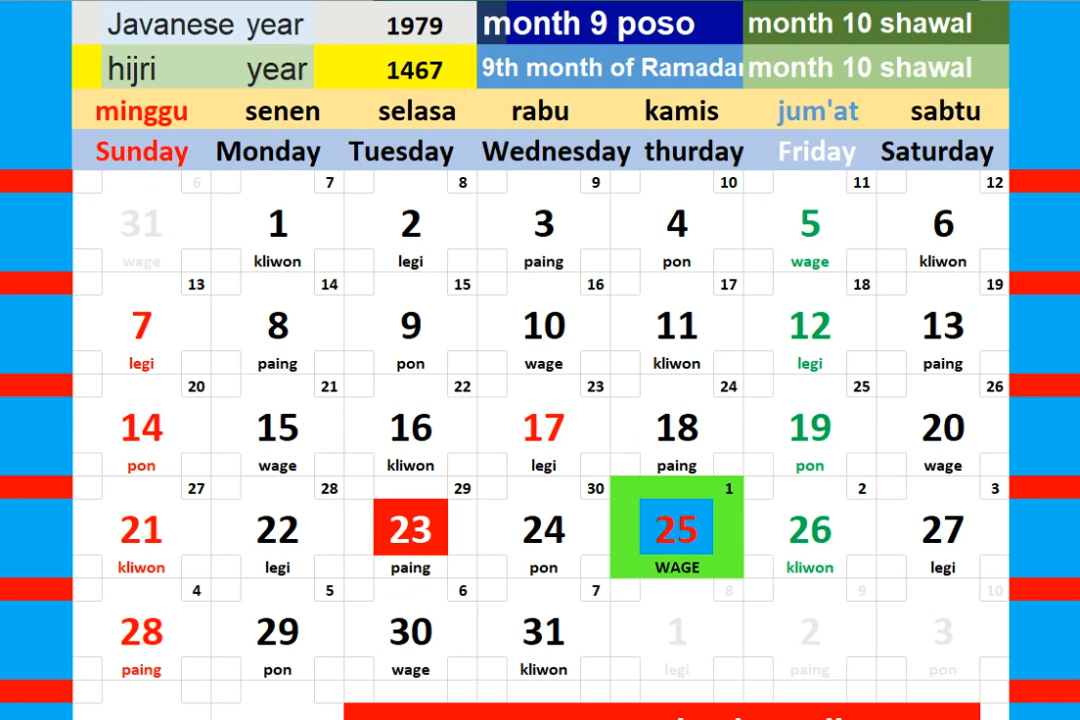 Javanese year 1979 month 9 poso month 10 shawal
hijri year 1467 9th month of Ramadan month 10 shawal
minggu senen selasa rabu kamis jum'at sabtu
Sunday Monday Tuesday Wednesday thurday Friday Saturday
6 7 8 9 10 11 12
31 1 2 3 4 5 6
wage kliwon legi paing pon wage kliwon
13 14 15 16 17 18 19
7 8 9 10 11 12 13
legi paing pon wage kliwon legi paing
20 21 22 23 24 25 26
14 15 16 17 18 19 20
pon wage kliwon legi paing pon wage
27 28 29 30 1 2 3
21 22 23 24 25 26 27
kliwon legi paing pon WAGE kliwon legi
4 5 6 7 8 9 10
28 29 30 31 1 2 3
paing pon wage kliwon legi paing pon